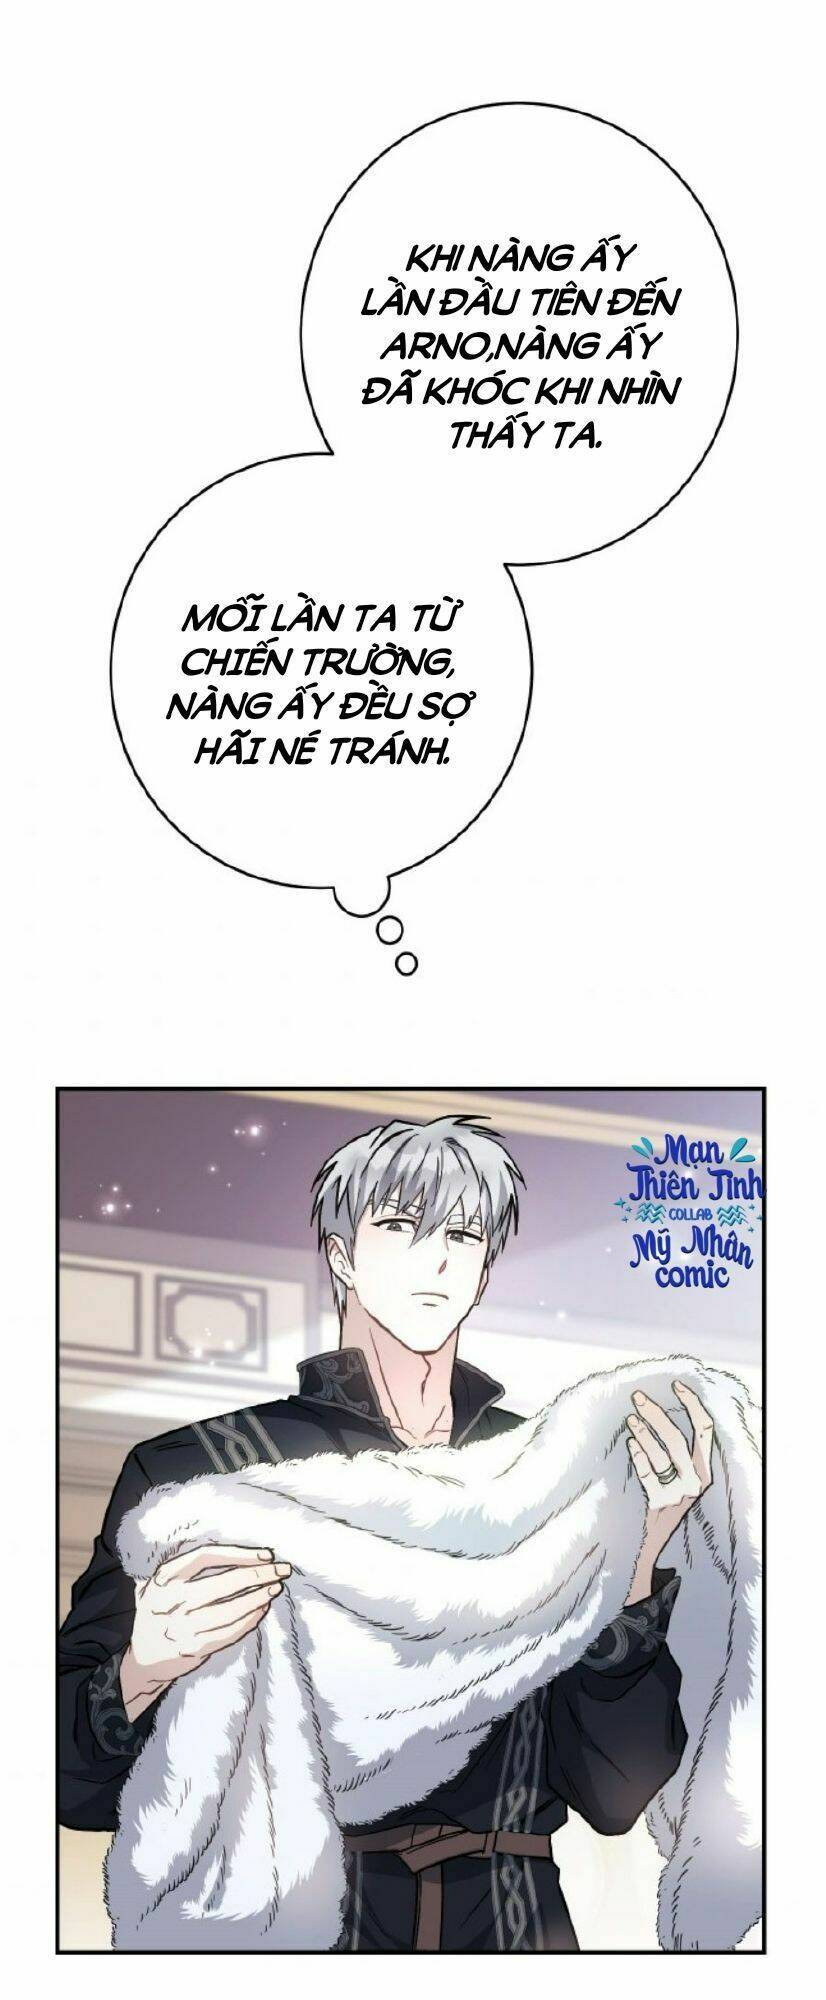 KHI NÀNG ẤY
LẦN ĐẦU TIÊN ĐẾN
ARNO,NÀNG ẤY
ĐÃ KHÓC KHI NHÌN
THẤY TA.
MỖI LẦN TA TỪ
CHIẾN TRƯỜNG,
NÀNG ẤY ĐỀU SỢ
HÃI NÉ TRÁNH.
Mạn
Thiên Tinh
COLLAB
Mỹ Nhân
comic